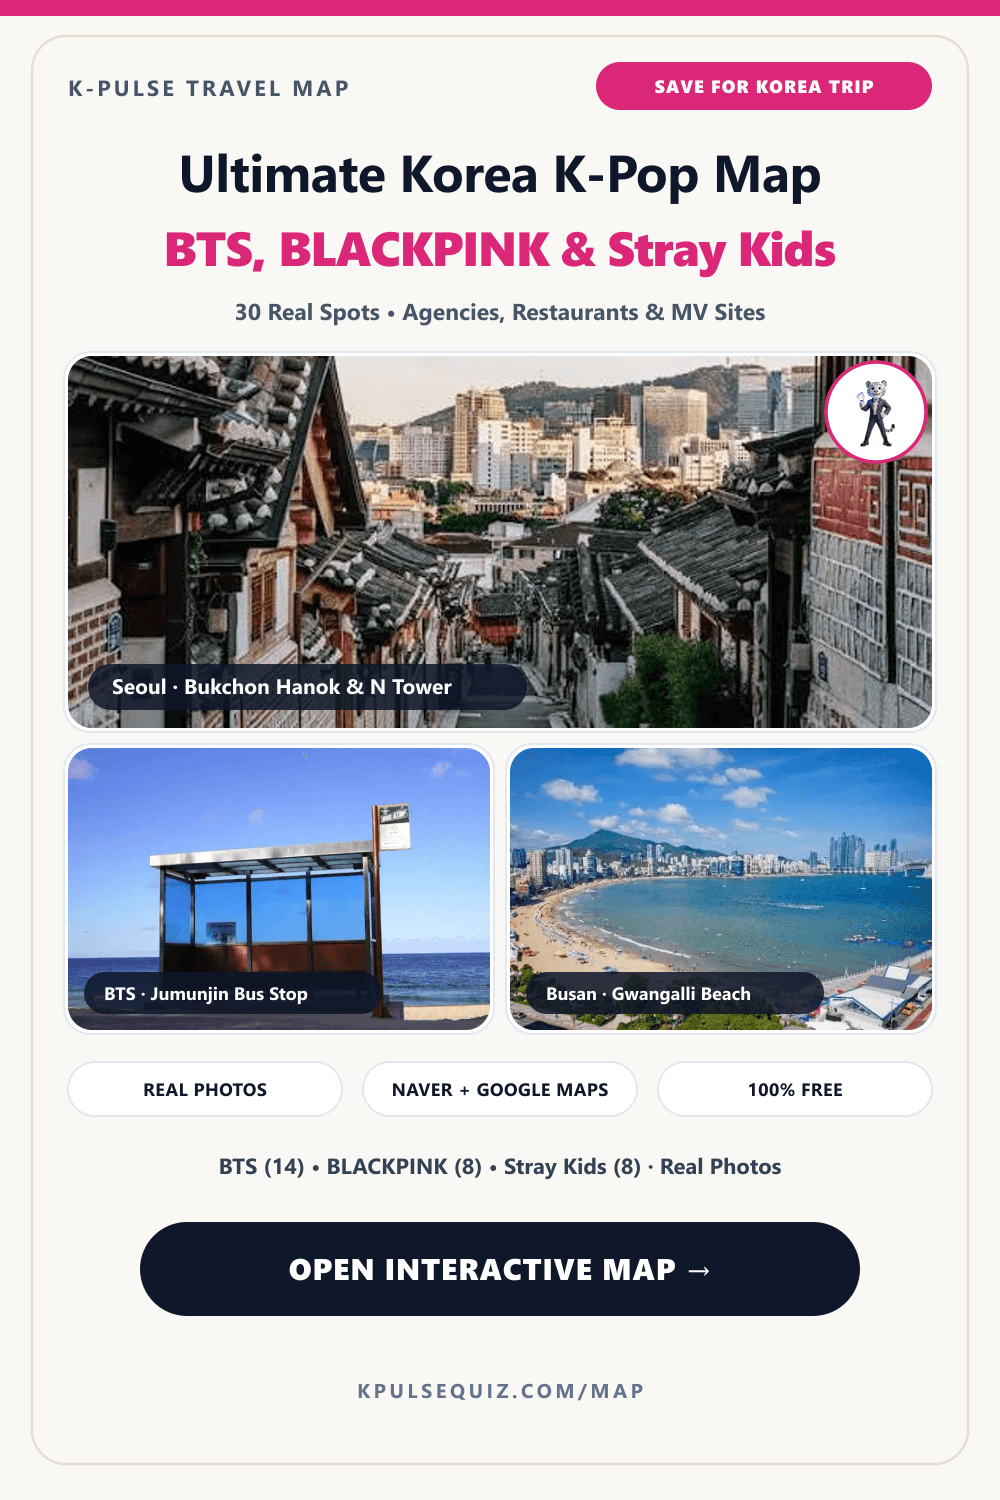 K-PULSE TRAVEL MAP
SAVE FOR KOREA TRIP
Ultimate Korea K-Pop Map
BTS, BLACKPINK & Stray Kids
30 Real Spots • Agencies, Restaurants & MV Sites
Seoul · Bukchon Hanok & N Tower
BTS · Jumunjin Bus Stop
Busan · Gwangalli Beach
REAL PHOTOS
NAVER + GOOGLE MAPS
100% FREE
BTS (14) • BLACKPINK (8) • Stray Kids (8) · Real Photos
OPEN INTERACTIVE MAP →
KPULSEQUIZ.COM/MAP